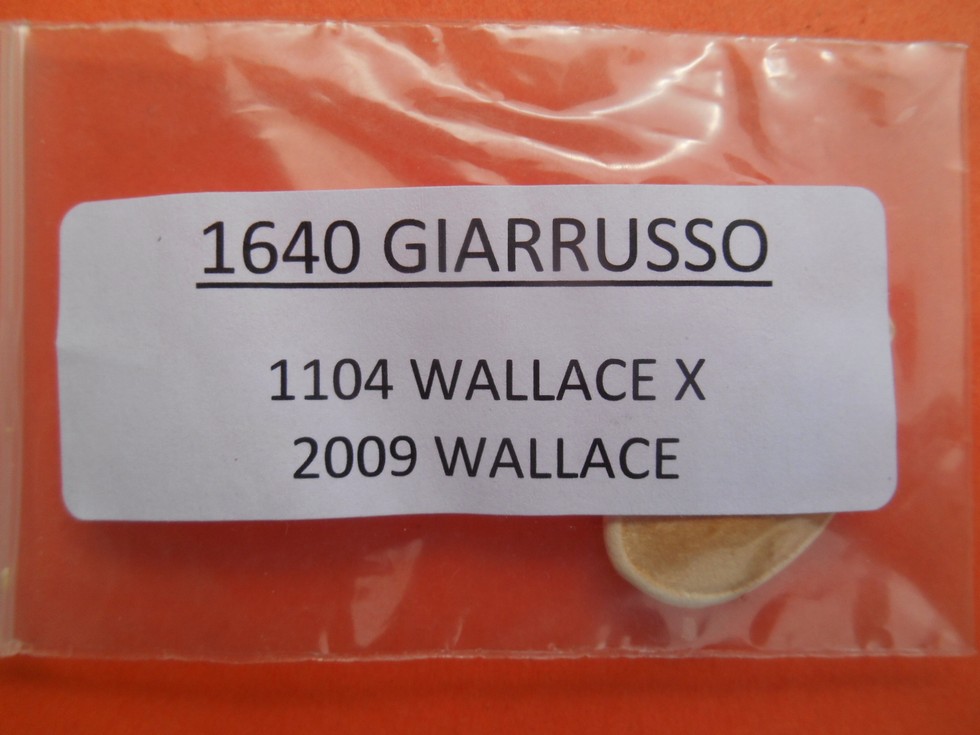 1640 GIARRUSSO
1104 WALLACE X
2009 WALLACE